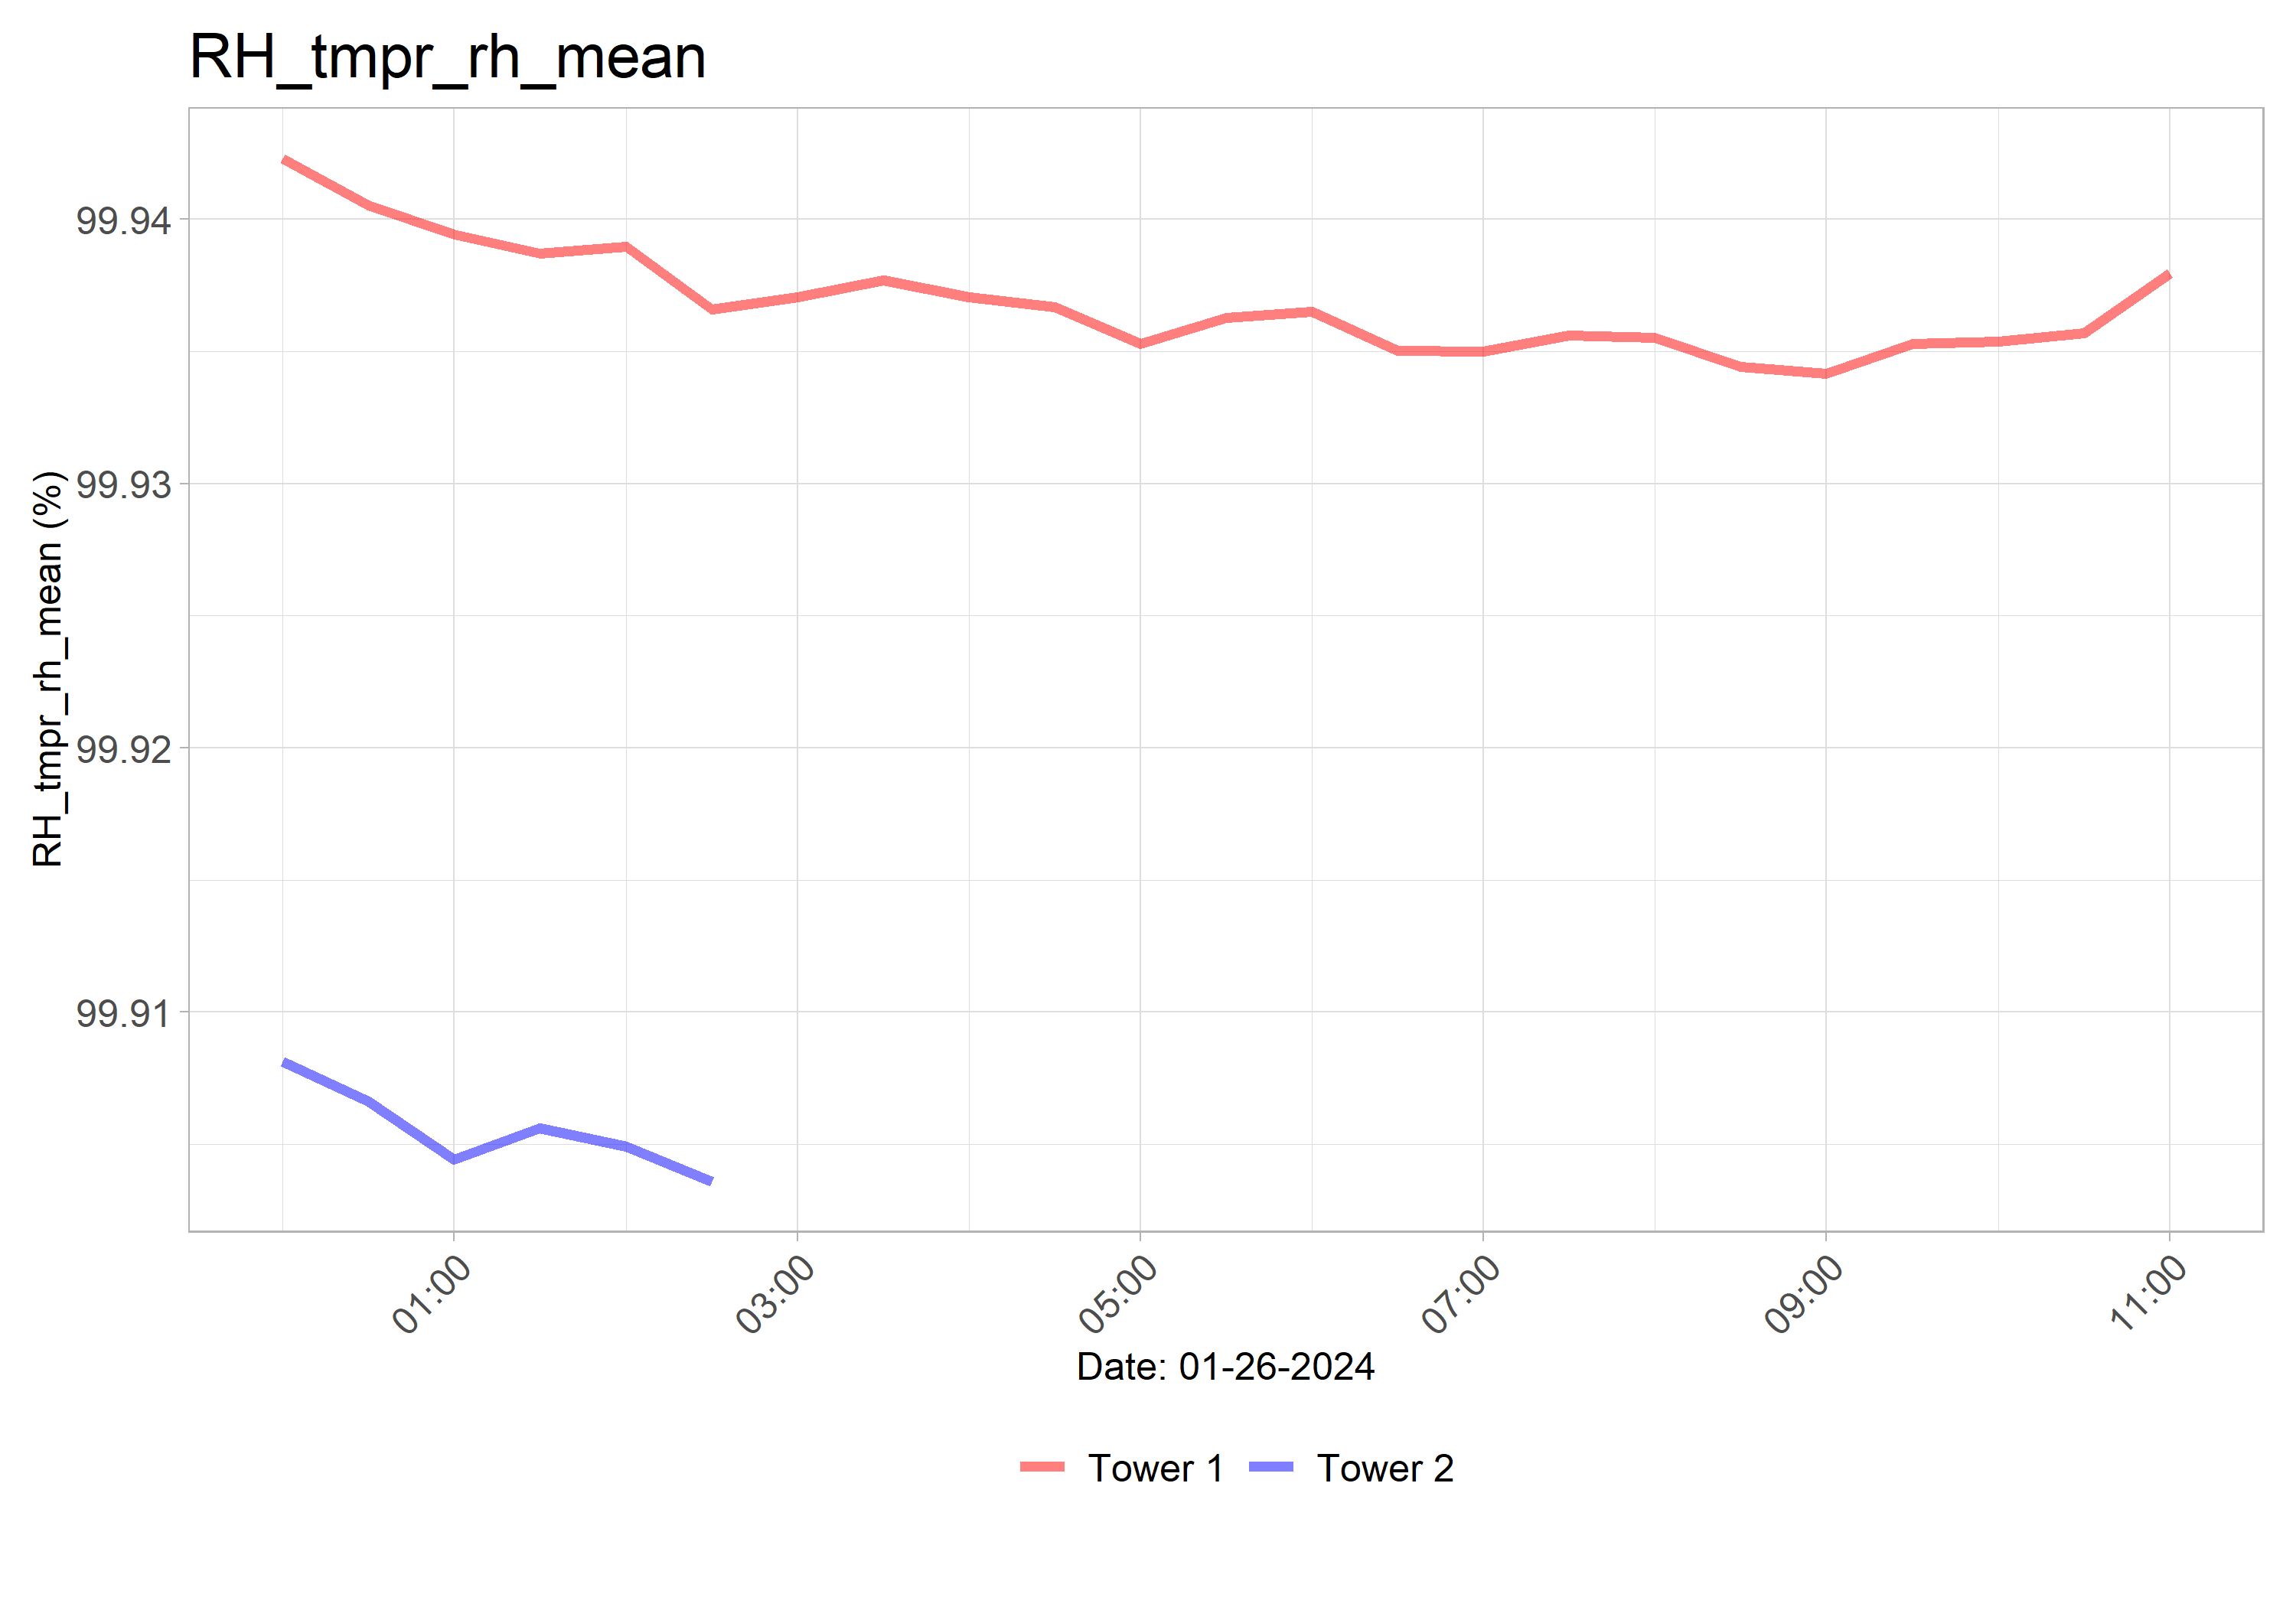 RH_tmpr_rh_mean
RH_tmpr_rh_mean (%)
99.94
99.93
99.92
99.91
01:00 03:00 05:00 07:00 09:00 11:00
Date: 01-26-2024
Tower 1 Tower 2